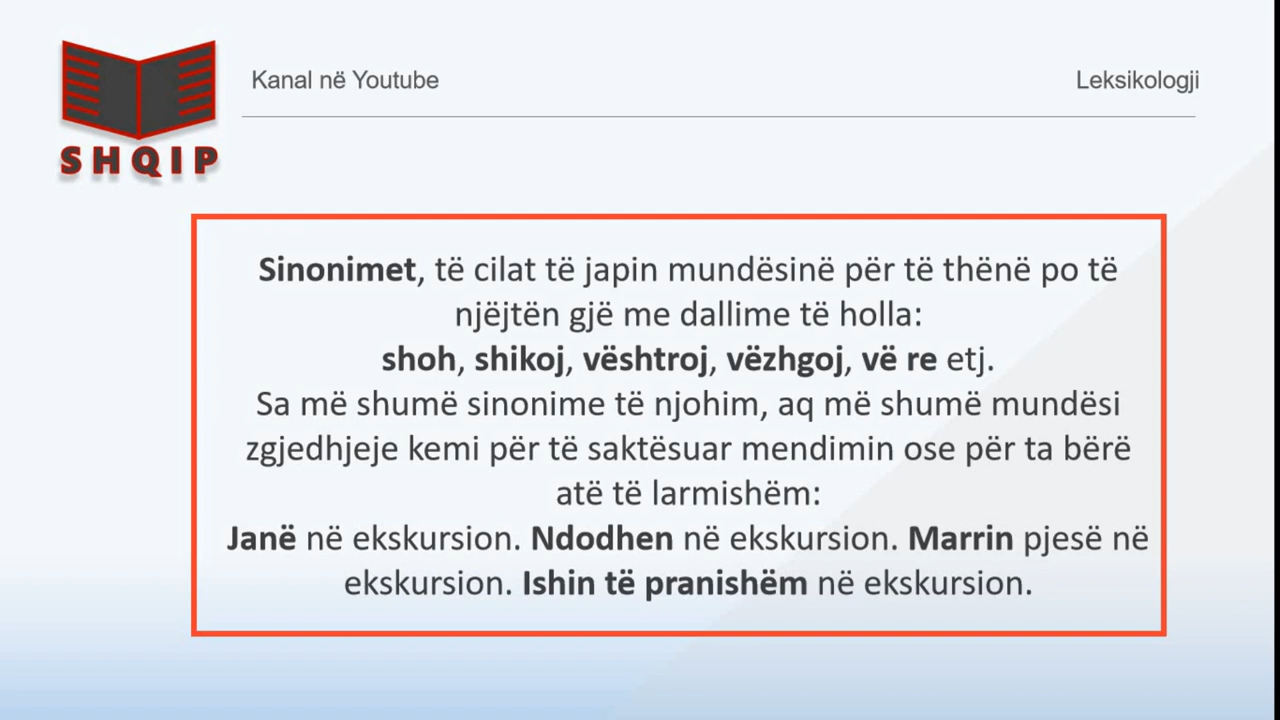 SHQIP
Kanal në Youtube
Leksikologji
Sinonimet, të cilat të japin mundësinë për të thënë po të
njëjtën gjë me dallime të holla:
shoh, shikoj, vështroj, vëzhgoj, vë re etj.
Sa më shumë sinonime të njohim, aq më shumë mundësi
zgjedhjeje kemi për të saktësuar mendimin ose për ta bërë
atë të larmishëm:
Janë në ekskursion. Ndodhen në ekskursion. Marrin pjesë në
ekskursion. Ishin të pranishëm në ekskursion.